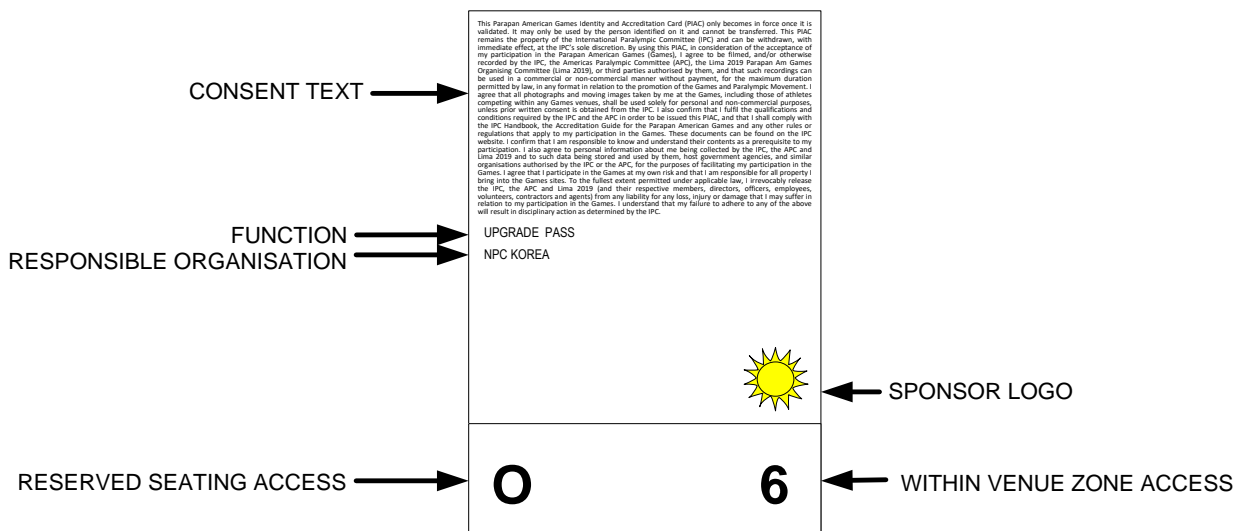 This Parapan American Games Identity and Accreditation Card (PIAC) only becomes in force once it is
validated. It may only be used by the person identified on it and cannot be transferred. This PIAC
remains the property of the International Paralympic Committee (IPC) and can be withdrawn, with
immediate effect, at the IPC's sole discretion. By using this PIAC, in consideration of the acceptance of
my participation in the Parapan American Games (Games), I agree to be filmed, and/or otherwise
recorded by the IPC, the Americas Paralympic Committee (APC), the Lima 2019 Parapan Am Games
Organising Committee (Lima 2019), or third parties authorised by them, and that such recordings can
be used in a commercial or non-commercial manner without payment, for the maximum duration
permitted by law, in any format in relation to the promotion of the Games and Paralympic Movement. I
agree that all photographs and moving images taken by me at the Games, including those of athletes
competing within any Games venues, shall be used solely for personal and non-commercial purposes,
unless prior written consent is obtained from the IPC. I also confirm that I fulfil the qualifications and
conditions required by the IPC and the APC in order to be issued this PIAC, and that I shall comply with
the IPC Handbook, the Accreditation Guide for the Parapan American Games and any other rules or
regulations that apply to my participation in the Games. These documents can be found on the IPC
website. I confirm that I am responsible to know and understand their contents as a prerequisite to my
participation. I also agree to personal information about me being collected by the IPC, the APC and
Lima 2019 and to such data being stored and used by them, host government agencies, and similar
organisations authorised by the IPC or the APC, for the purposes of facilitating my participation in the
Games. I agree that I participate in the Games at my own risk and that I am responsible for all property I
bring into the Games sites. To the fullest extent permitted under applicable law, I irrevocably release
the IPC, the APC and Lima 2019 (and their respective members, directors, officers, employees,
volunteers, contractors and agents) from any liability for any loss, injury or damage that I may suffer in
relation to my participation in the Games. I understand that my failure to adhere to any of the above
will result in disciplinary action as determined by the IPC.
CONSENT TEXT
FUNCTION
UPGRADE PASS
RESPONSIBLE ORGANISATION
NPC KOREA
SPONSOR LOGO
RESERVED SEATING ACCESS
O
6
WITHIN VENUE ZONE ACCESS